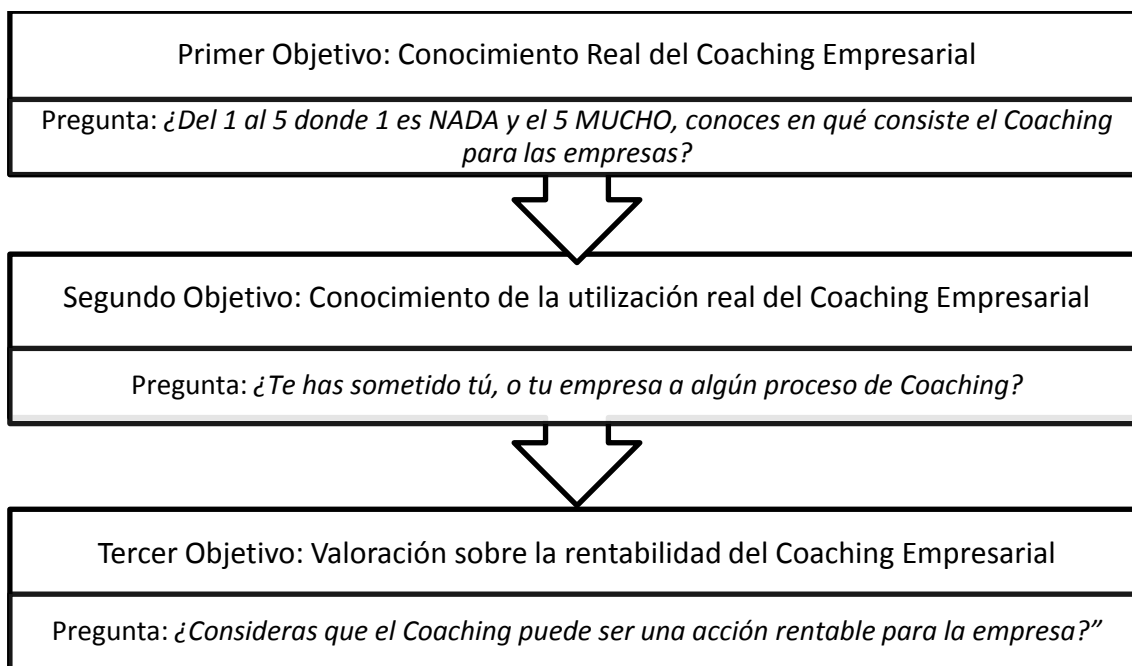 Primer Objetivo: Conocimiento Real del Coaching Empresarial
Pregunta: ¿Del 1 al 5 donde 1 es NADA y el 5 MUCHO, conoces en qué consiste el Coaching
para las empresas?
Segundo Objetivo: Conocimiento de la utilización real del Coaching Empresarial
Pregunta: ¿Te has sometido tú, o tu empresa a algún proceso de Coaching?
Tercer Objetivo: Valoración sobre la rentabilidad del Coaching Empresarial
Pregunta: ¿Consideras que el Coaching puede ser una acción rentable para la empresa?”